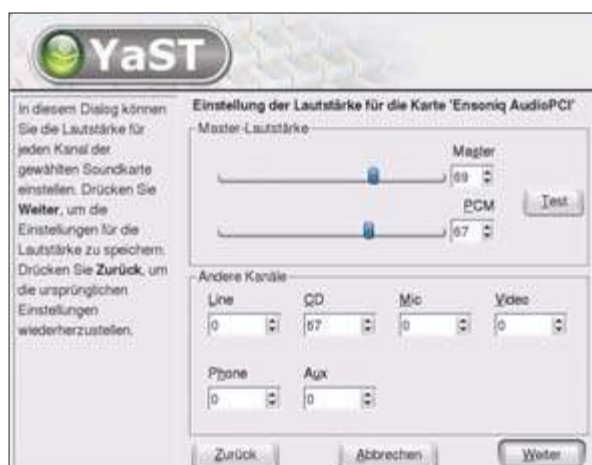 YaST
In diesem Dialog können
Sie die Lautstärke für
jeden Kanal der
gewählten Soundkarte
einstellen. Drücken Sie
Weiter, um die
Einstellungen für die
Lautstärke zu speichern.
Drücken Sie Zurück, um
die ursprünglichen
Einstellungen
wiederherzustellen.
Einstellung der Lautstärke für die Karte 'Ensoniq AudioPCI'
Master-Lautstärke
Master
69
PCM
67
Test
Andere Kanäle
Line
CD
Mic
Video
0
67
0
0
Phone
Aux
0
0
Zurück
Abbrechen
Weiter